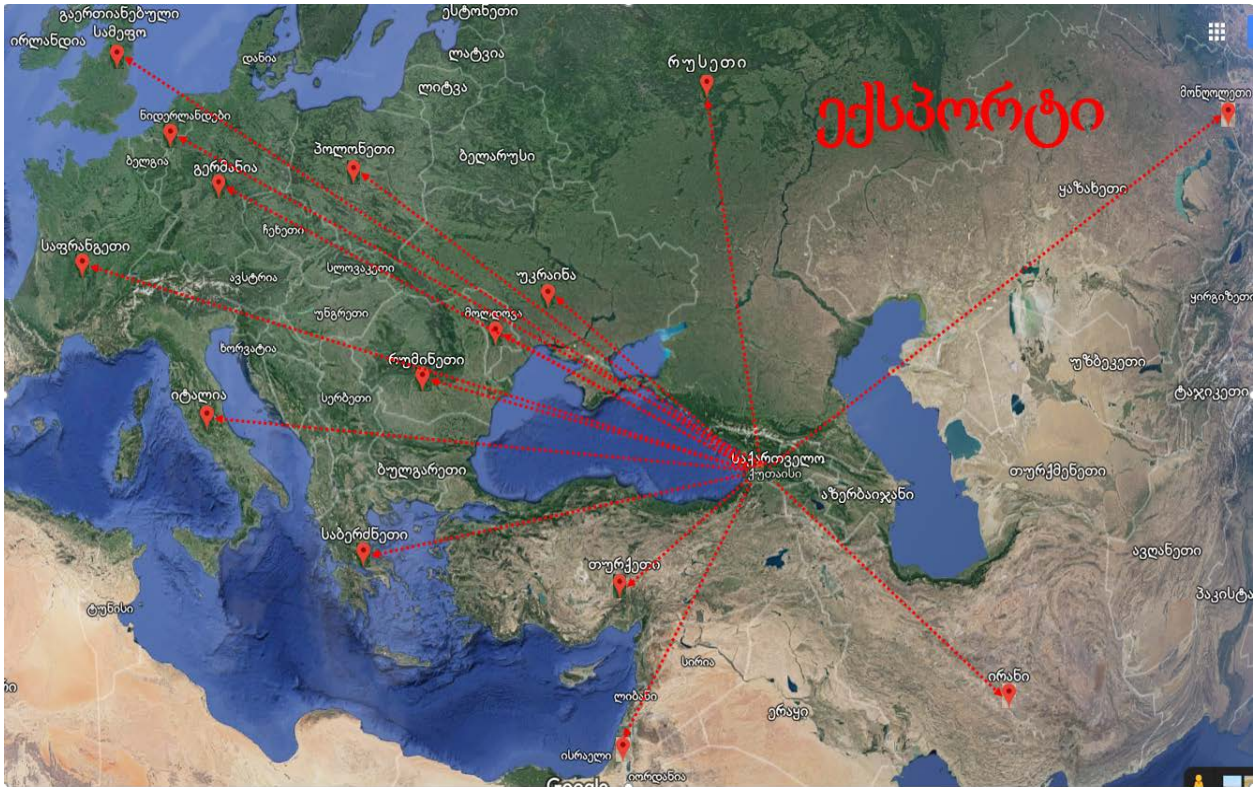 გაერთიანებული
სამეფო
ირლანდია
ესტონეთი
ლატვია
დანია
ლიტვა
რუსეთი
ექსპორტი
მონღოლეთი
ნიდერლანდები
ბელგია
გერმანია
პოლონეთი
ბელარუსი
ყაზახეთი
ჩეხეთი
საფრანგეთი
ავსტრია
სლოვაკეთი
უკრაინა
უნგრეთი
მოლდოვა
ყირგიზეთი
ხორვატია
რუმინეთი
უზბეკეთი
იტალია
სერბეთი
ტაჯიკეთი
ბულგარეთი
საქართველო
ქუთაისი
თურქმენეთი
აზერბაიჯანი
საბერძნეთი
თურქეთი
ავღანეთი
ტუნისი
პაკისტა
სირია
ირანი
ლიბანი
ერაყი
ისრაელი
იორდანია
Google